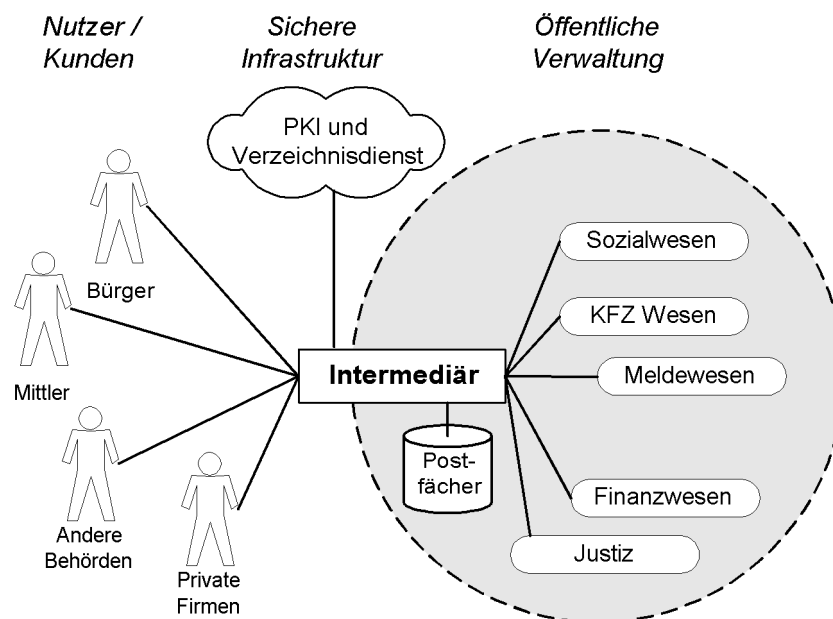 Nutzer /
Kunden
Sichere
Infrastruktur
Öffentliche
Verwaltung
PKI und
Verzeichnisdienst
Bürger
Mittler
Andere
Behörden
Private
Firmen
Intermediär
Post-
fächer
Sozialwesen
KFZ Wesen
Meldewesen
Finanzwesen
Justiz